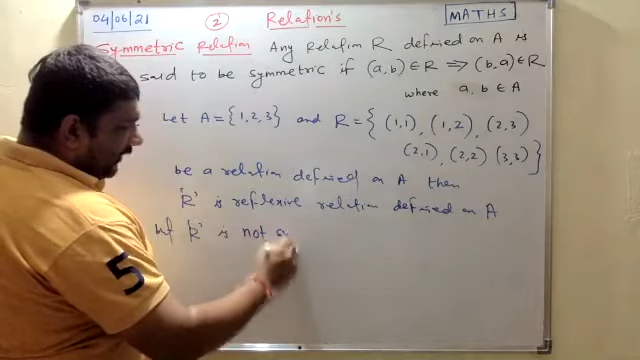 04/06/21 (2) Relation's MATHS
Symmetric Relation Any Relation R defined on A is
said to be symmetric if (a,b) ∈ R ⟹ (b,a) ∈ R
where a, b ∈ A
Let A = {1,2,3} and R = { (1,1), (1,2), (2,3)
(2,1), (2,2) (3,3) }
be a relation defined on A then
'R' is reflexive relation defined on A
but 'R' is not s
5